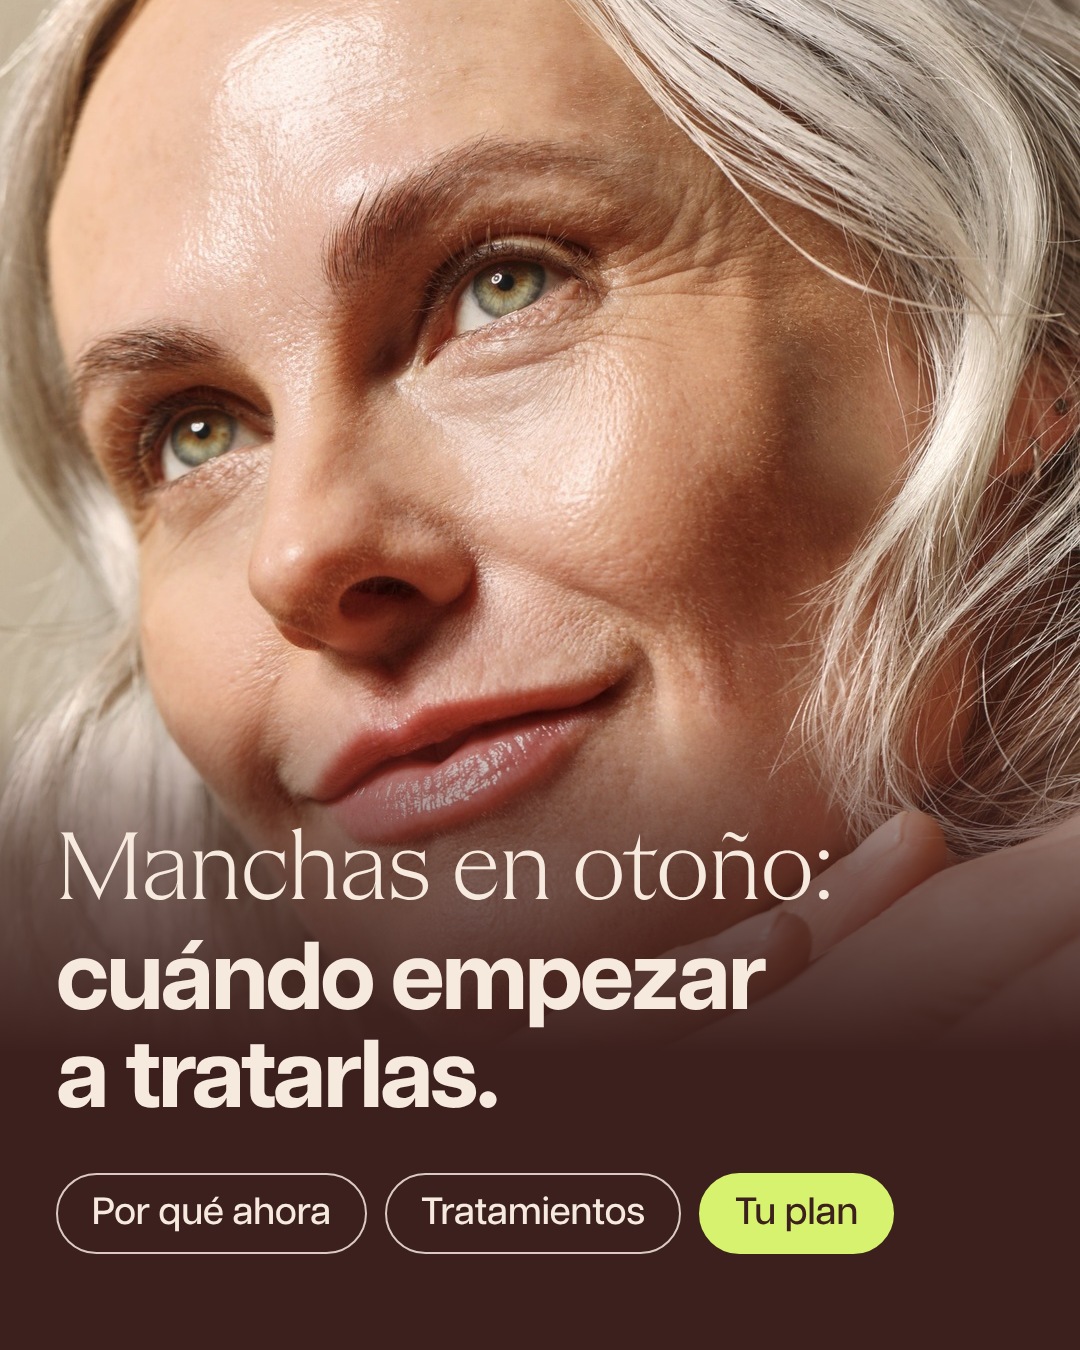 Manchas en otoño:
cuándo empezar
a tratarlas.
Por qué ahora
Tratamientos
Tu plan